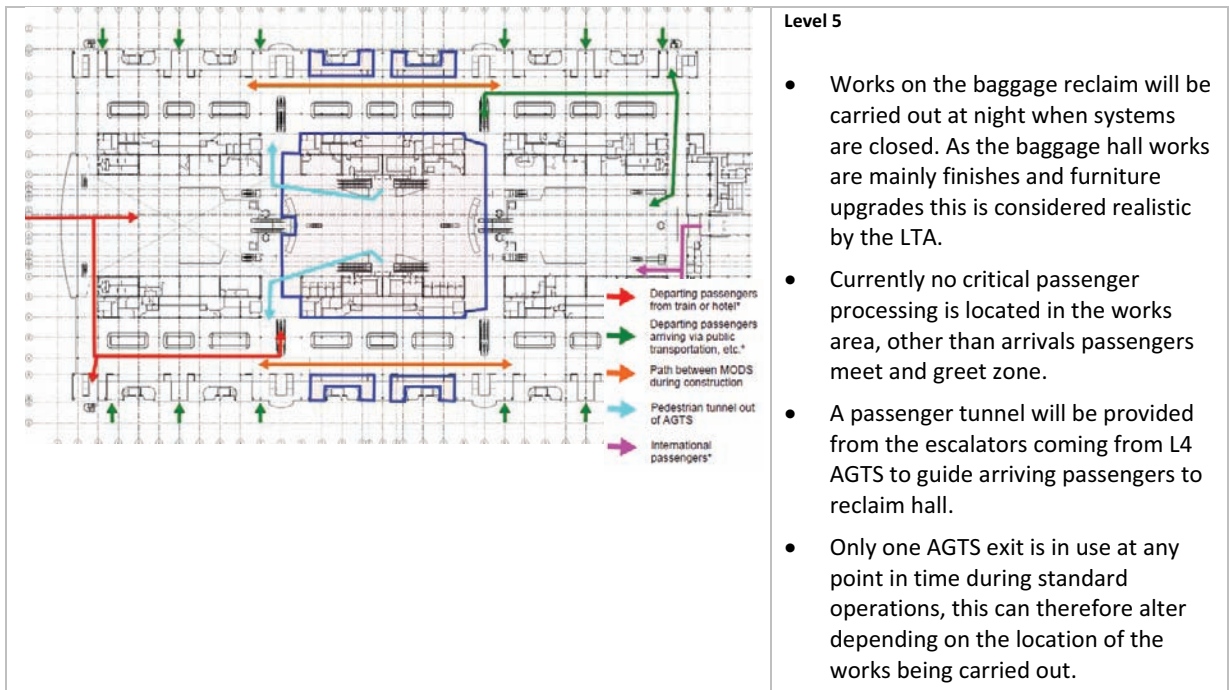 Departing passengers
from train or hotel*
Departing passengers
arriving via public
transportation, etc.*
Path between MODS
during construction
Pedestrian tunnel out
of AGTS
International
passengers*
Level 5
• Works on the baggage reclaim will be
carried out at night when systems
are closed. As the baggage hall works
are mainly finishes and furniture
upgrades this is considered realistic
by the LTA.
• Currently no critical passenger
processing is located in the works
area, other than arrivals passengers
meet and greet zone.
• A passenger tunnel will be provided
from the escalators coming from L4
AGTS to guide arriving passengers to
reclaim hall.
• Only one AGTS exit is in use at any
point in time during standard
operations, this can therefore alter
depending on the location of the
works being carried out.